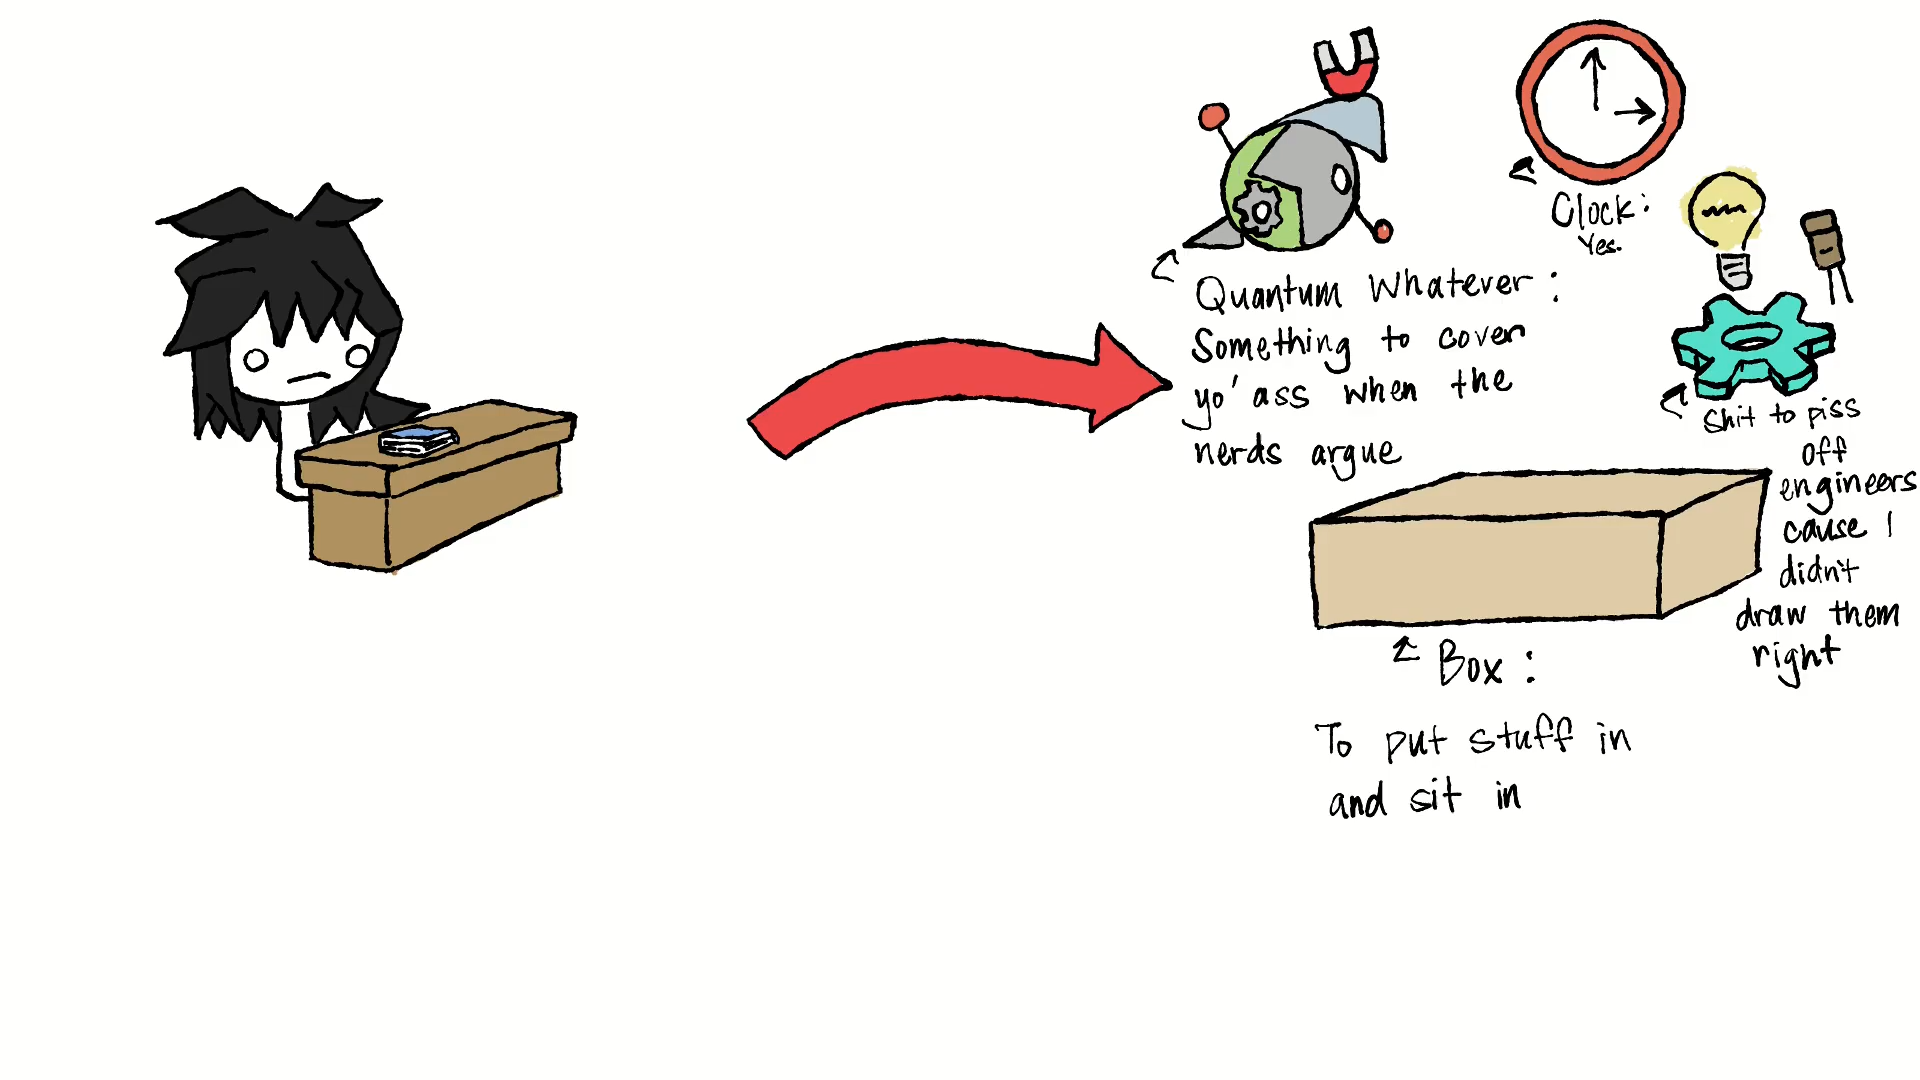 Clock:
Yes.
Quantum Whatever:
Something to cover
yo' ass when the
nerds argue
Shit to piss
off
engineers
cause I
didn't
draw them
right
Box:
To put stuff in
and sit in